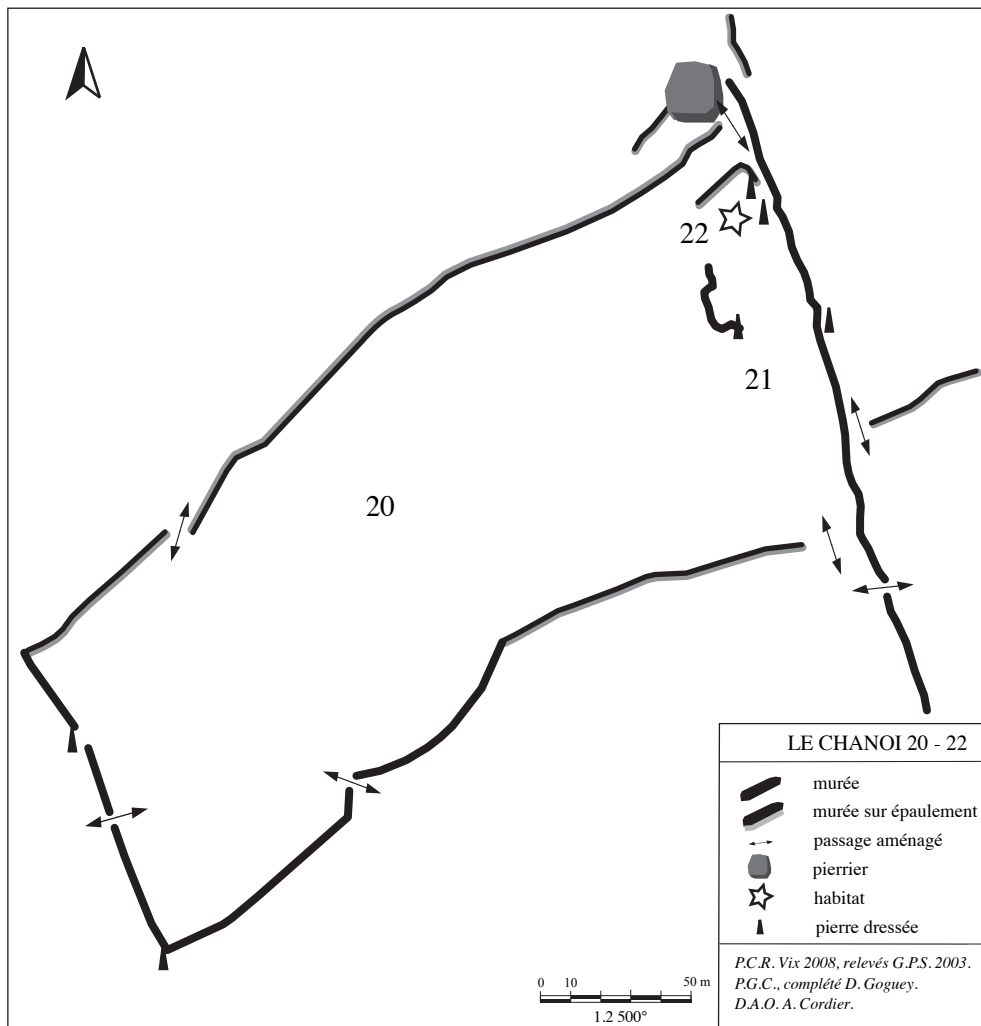 22
21
20
LE CHANOI 20 - 22
murée
murée sur épaulement
passage aménagé
pierrier
habitat
pierre dressée
P.C.R. Vix 2008, relevés G.P.S. 2003.
P.G.C., complété D. Goguey.
D.A.O. A. Cordier.
0 10 50 m
1.2 500°